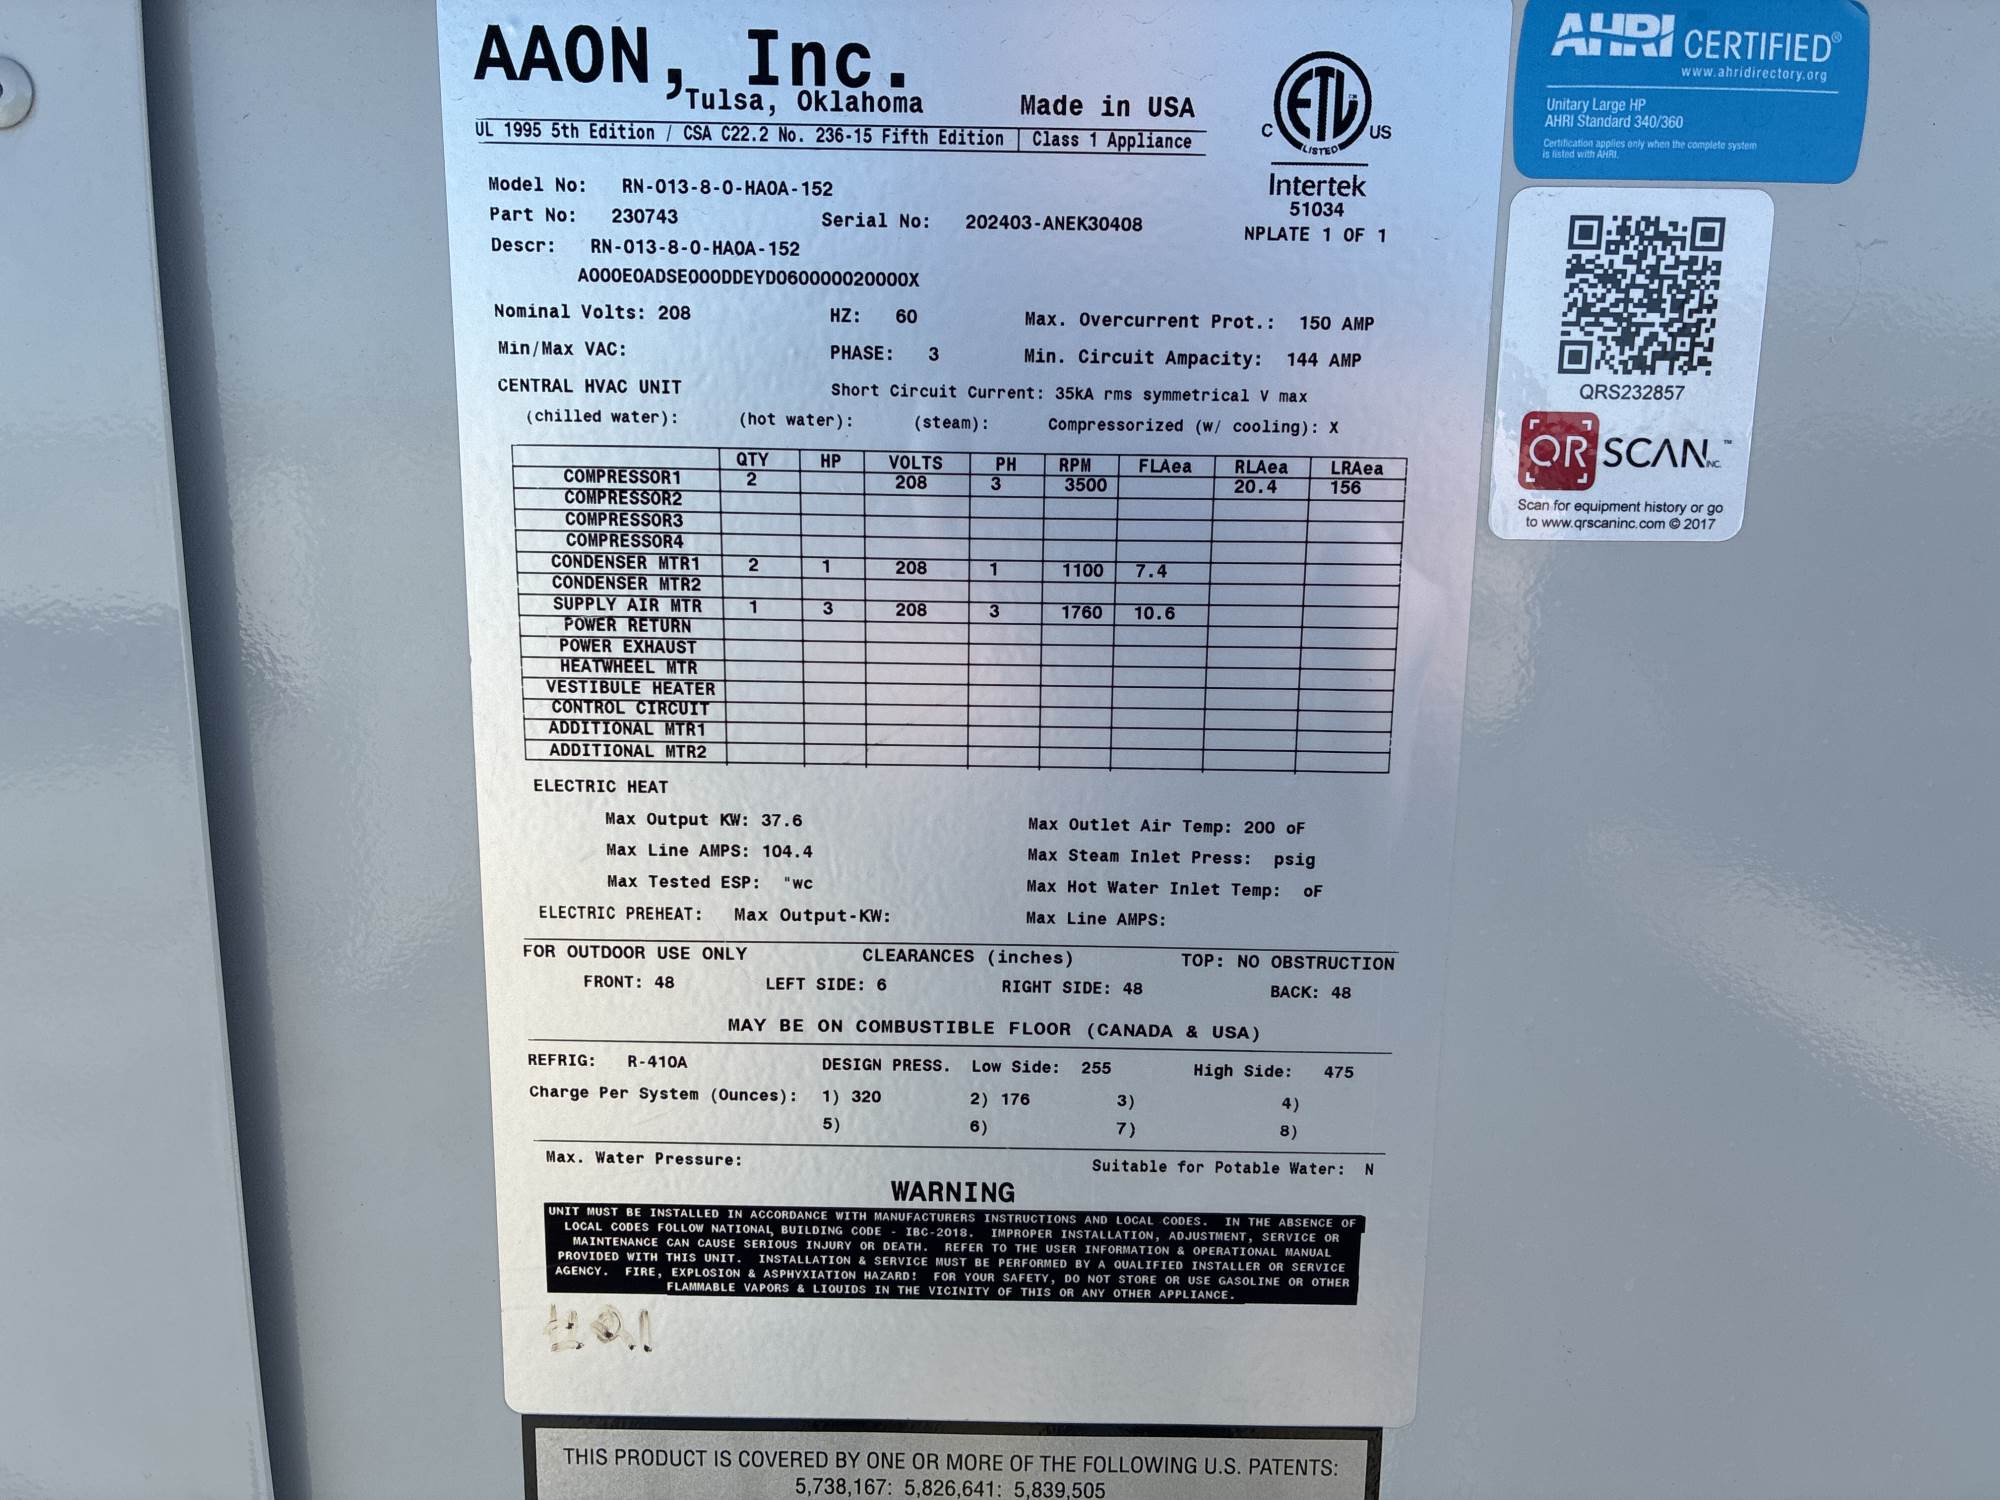 AAON, Inc.
Tulsa, Oklahoma Made in USA
UL 1995 5th Edition / CSA C22.2 No. 236-15 Fifth Edition | Class 1 Appliance
C ETL US
LISTED
Intertek
51034
NPLATE 1 OF 1
Model No: RN-013-8-0-HA0A-152
Part No: 230743 Serial No: 202403-ANEK30408
Descr: RN-013-8-0-HA0A-152
A000E0ADSE000DDEYD060000020000X
Nominal Volts: 208 HZ: 60 Max. Overcurrent Prot.: 150 AMP
Min/Max VAC: PHASE: 3 Min. Circuit Ampacity: 144 AMP
CENTRAL HVAC UNIT Short Circuit Current: 35kA rms symmetrical V max
(chilled water): (hot water): (steam): Compressorized (w/ cooling): X
QTY HP VOLTS PH RPM FLAea RLAea LRAea
COMPRESSOR1 2 208 3 3500 20.4 156
COMPRESSOR2
COMPRESSOR3
COMPRESSOR4
CONDENSER MTR1 2 1 208 1 1100 7.4
CONDENSER MTR2
SUPPLY AIR MTR 1 3 208 3 1760 10.6
POWER RETURN
POWER EXHAUST
HEATWHEEL MTR
VESTIBULE HEATER
CONTROL CIRCUIT
ADDITIONAL MTR1
ADDITIONAL MTR2
ELECTRIC HEAT
Max Output KW: 37.6 Max Outlet Air Temp: 200 oF
Max Line AMPS: 104.4 Max Steam Inlet Press: psig
Max Tested ESP: "wc Max Hot Water Inlet Temp: oF
ELECTRIC PREHEAT: Max Output-KW: Max Line AMPS:
FOR OUTDOOR USE ONLY CLEARANCES (inches) TOP: NO OBSTRUCTION
FRONT: 48 LEFT SIDE: 6 RIGHT SIDE: 48 BACK: 48
MAY BE ON COMBUSTIBLE FLOOR (CANADA & USA)
REFRIG: R-410A DESIGN PRESS. Low Side: 255 High Side: 475
Charge Per System (Ounces): 1) 320 2) 176 3) 4)
5) 6) 7) 8)
Max. Water Pressure: Suitable for Potable Water: N
WARNING
UNIT MUST BE INSTALLED IN ACCORDANCE WITH MANUFACTURERS INSTRUCTIONS AND LOCAL CODES. IN THE ABSENCE OF
LOCAL CODES FOLLOW NATIONAL BUILDING CODE - IBC-2018. IMPROPER INSTALLATION, ADJUSTMENT, SERVICE OR
MAINTENANCE CAN CAUSE SERIOUS INJURY OR DEATH. REFER TO THE USER INFORMATION & OPERATIONAL MANUAL
PROVIDED WITH THIS UNIT. INSTALLATION & SERVICE MUST BE PERFORMED BY A QUALIFIED INSTALLER OR SERVICE
AGENCY. FIRE, EXPLOSION & ASPHYXIATION HAZARD! FOR YOUR SAFETY, DO NOT STORE OR USE GASOLINE OR OTHER
FLAMMABLE VAPORS & LIQUIDS IN THE VICINITY OF THIS OR ANY OTHER APPLIANCE.
THIS PRODUCT IS COVERED BY ONE OR MORE OF THE FOLLOWING U.S. PATENTS:
5,738,167: 5,826,641: 5,839,505
AHRI CERTIFIED®
www.ahridirectory.org
Unitary Large HP
AHRI Standard 340/360
Certification applies only when the complete system
is listed with AHRI.
QRS232857
QR SCAN INC.™
Scan for equipment history or go
to www.qrscaninc.com © 2017